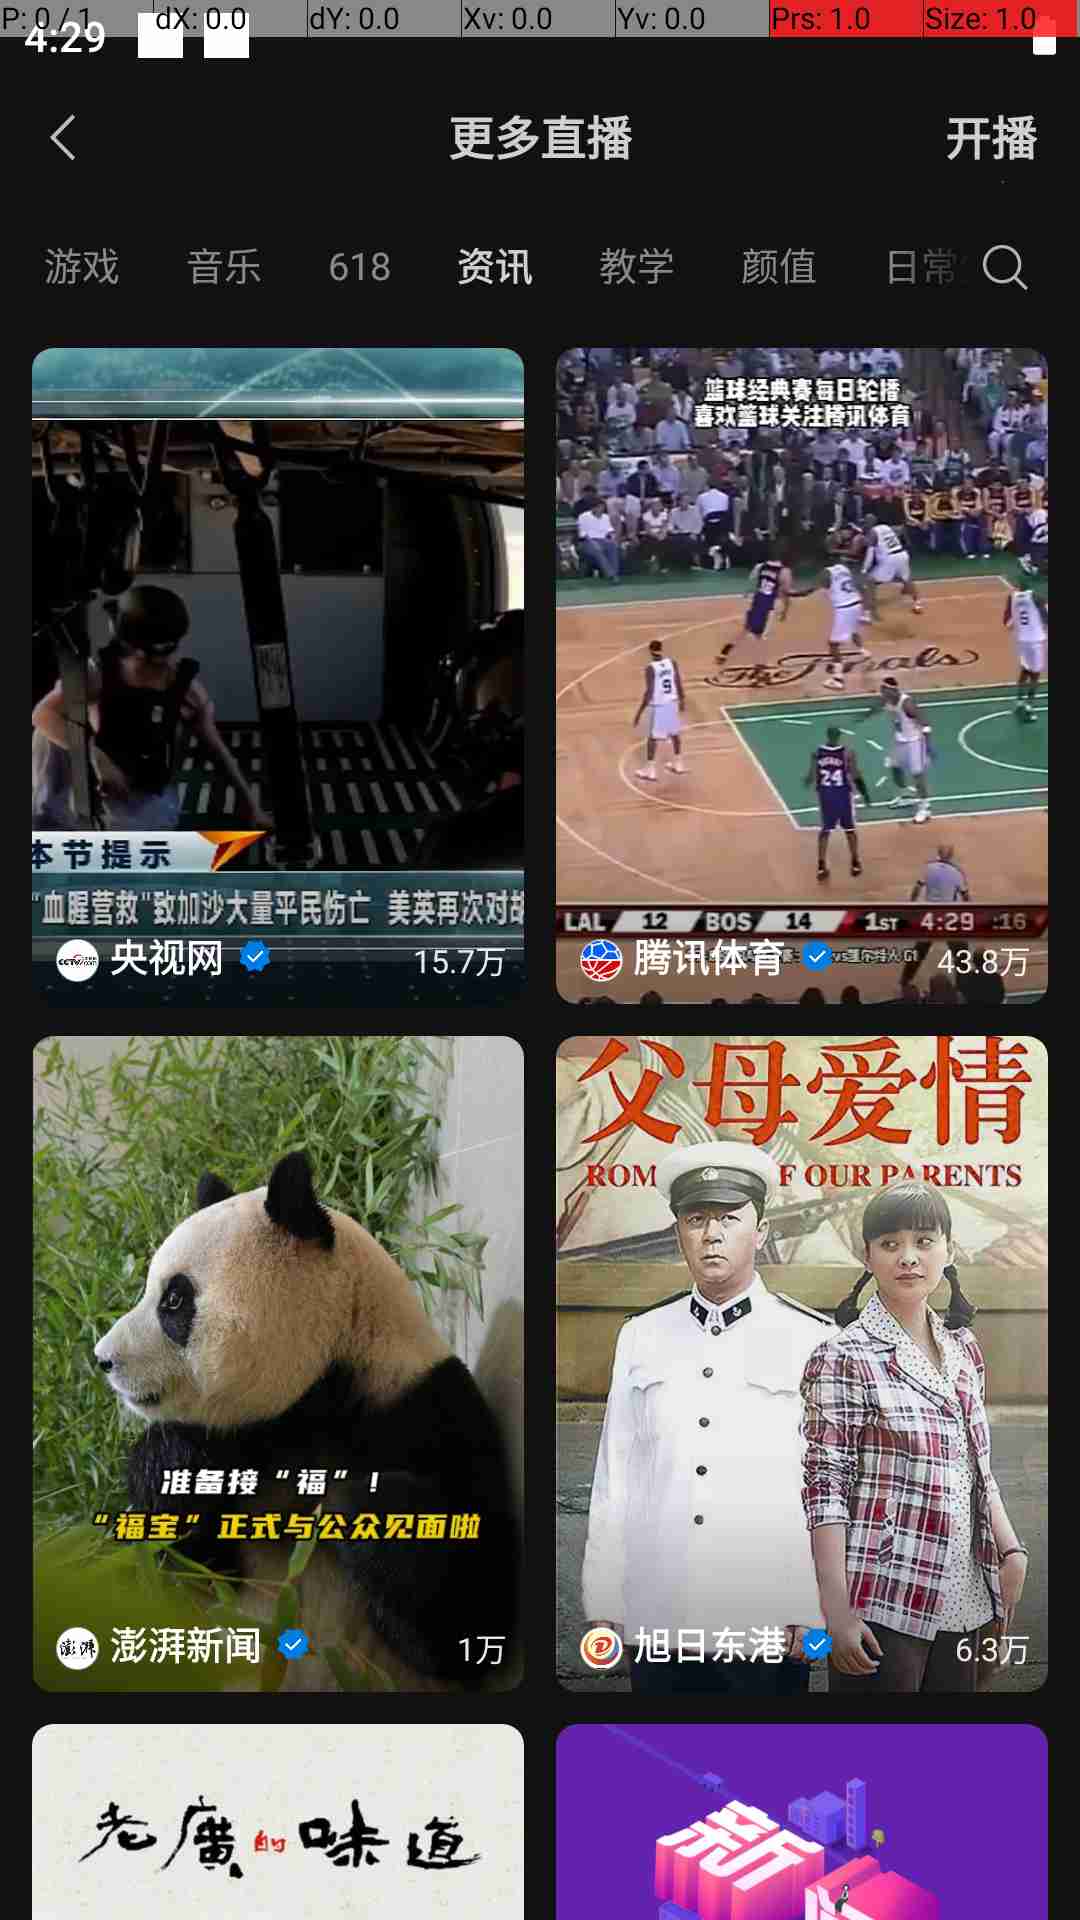 P: 0 / 1 dX: 0.0 dY: 0.0 Xv: 0.0 Yv: 0.0 Prs: 1.0 Size: 1.0
4:29
更多直播 开播
游戏 音乐 618 资讯 教学 颜值 日常
本节提示
“血腥营救”致加沙大量平民伤亡 美英再次对胡
央视网 15.7万
篮球经典赛每日轮播
喜欢篮球关注腾讯体育
The Finals
9
24
LAL 12 BOS 14 1ST 4:29 :16
腾讯体育 43.8万
准备接“福”！
“福宝”正式与公众见面啦
澎湃新闻 1万
父母爱情
ROM F OUR PARENTS
旭日东港 6.3万
老廣的味道
新